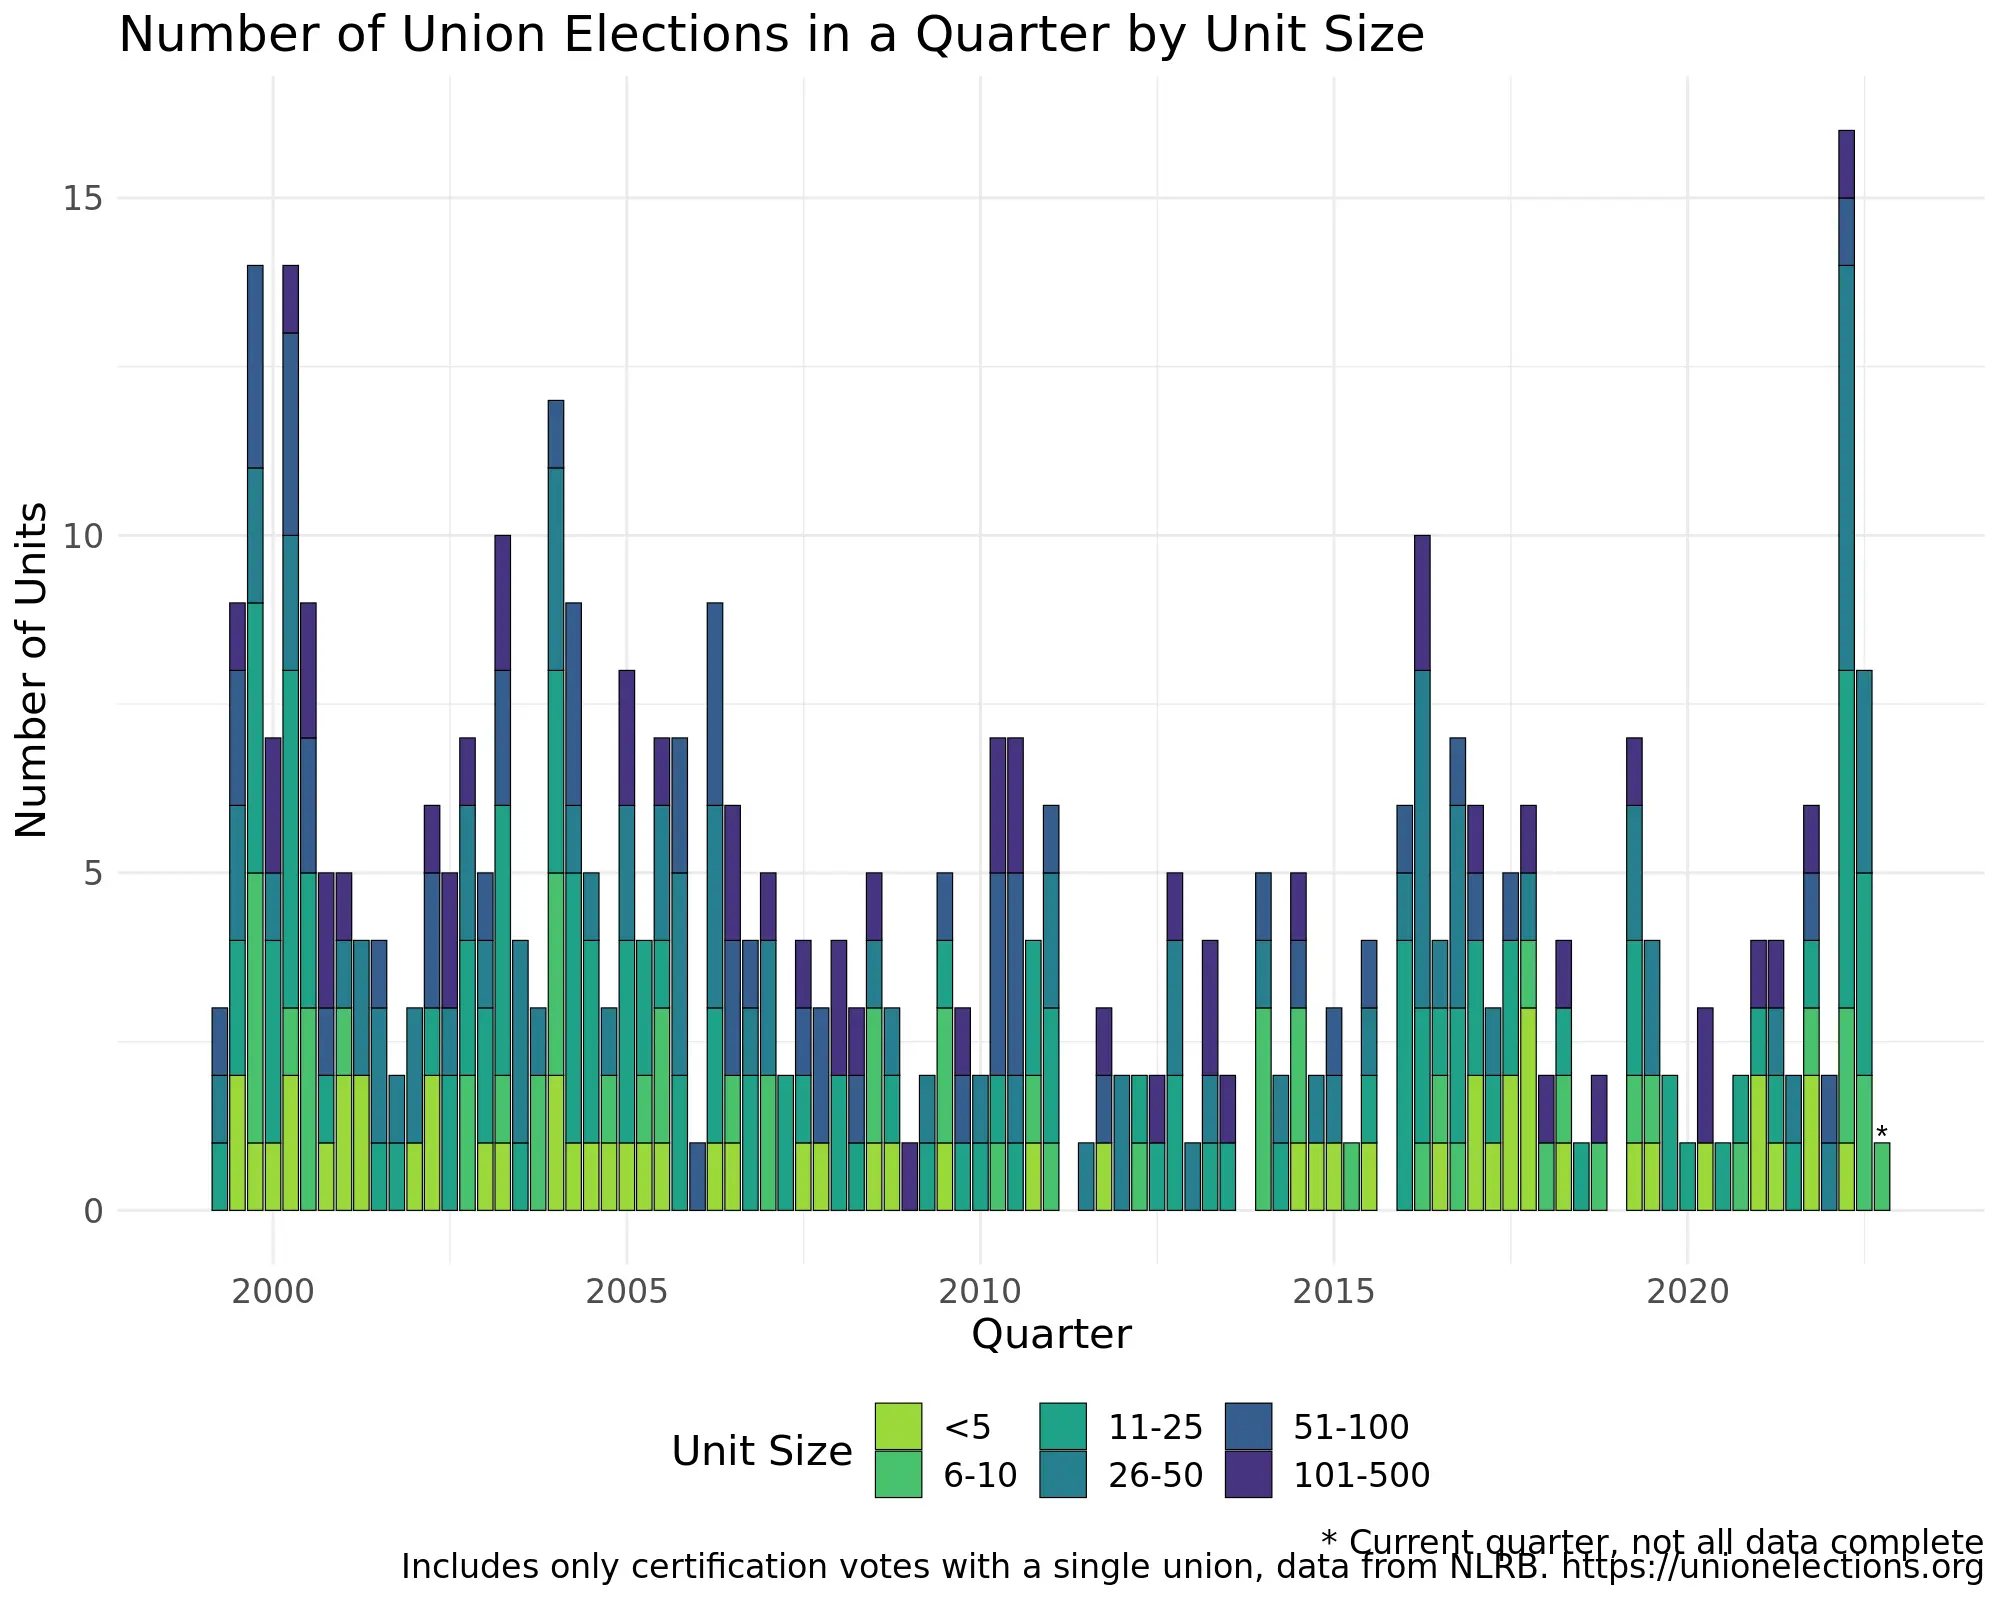 Number of Union Elections in a Quarter by Unit Size
Number of Units
15
10
5
0
*
2000 2005 2010 2015 2020
Quarter
Unit Size
<5 11-25 51-100
6-10 26-50 101-500
* Current quarter, not all data complete
Includes only certification votes with a single union, data from NLRB. https://unionelections.org